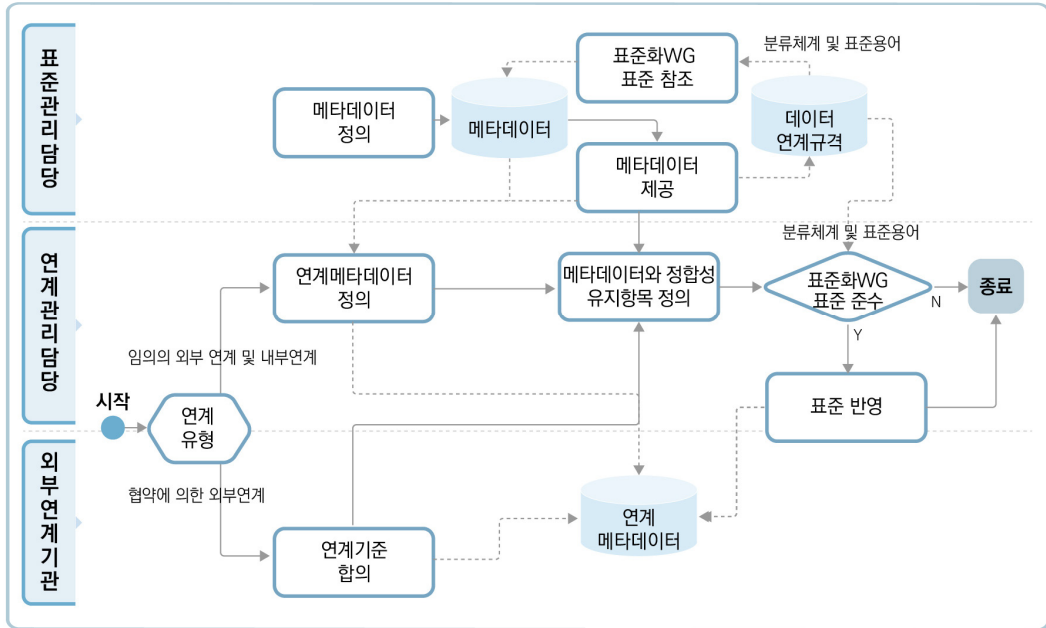 표준관리담당
분류체계 및 표준용어
표준화WG
표준 참조
메타데이터
정의
메타데이터
데이터
연계규격
메타데이터
제공
연계관리담당
분류체계 및 표준용어
연계메타데이터
정의
메타데이터와 정합성
유지항목 정의
표준화WG
표준 준수
N
종료
Y
임의의 외부 연계 및 내부연계
시작
연계
유형
표준 반영
외부연계기관
협약에 의한 외부연계
연계
메타데이터
연계기준
합의